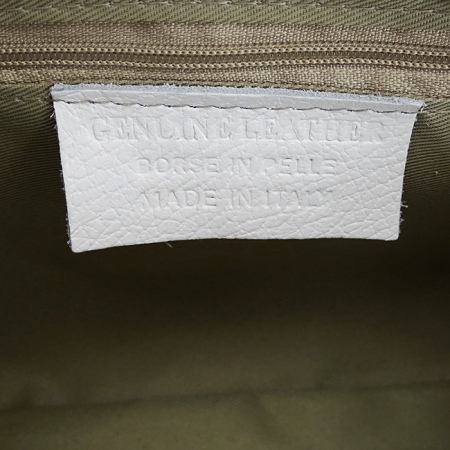 GENUINE LEATHER
BORSE IN PELLE
MADE IN ITALY